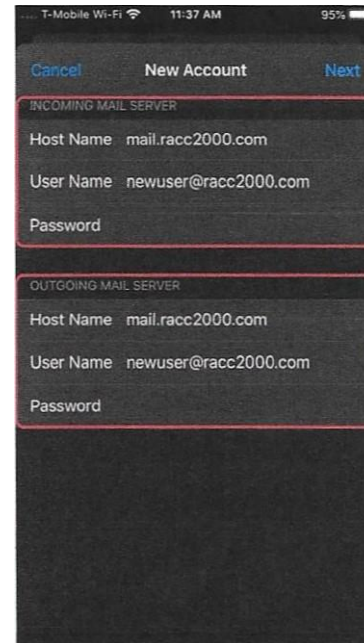 .... T-Mobile Wi-Fi 11:37 AM 95%
Cancel New Account Next
INCOMING MAIL SERVER
Host Name mail.racc2000.com
User Name newuser@racc2000.com
Password
OUTGOING MAIL SERVER
Host Name mail.racc2000.com
User Name newuser@racc2000.com
Password